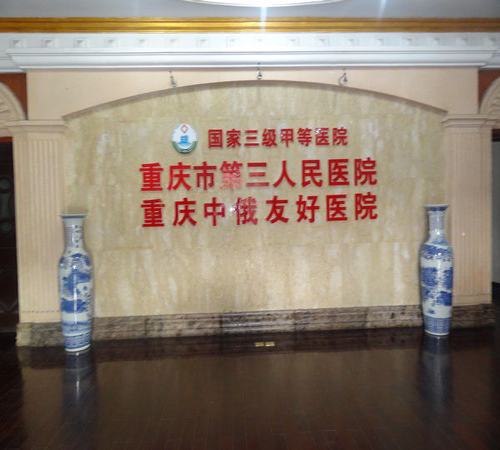 国家三级甲等医院
重庆市第三人民医院
重庆中俄友好医院